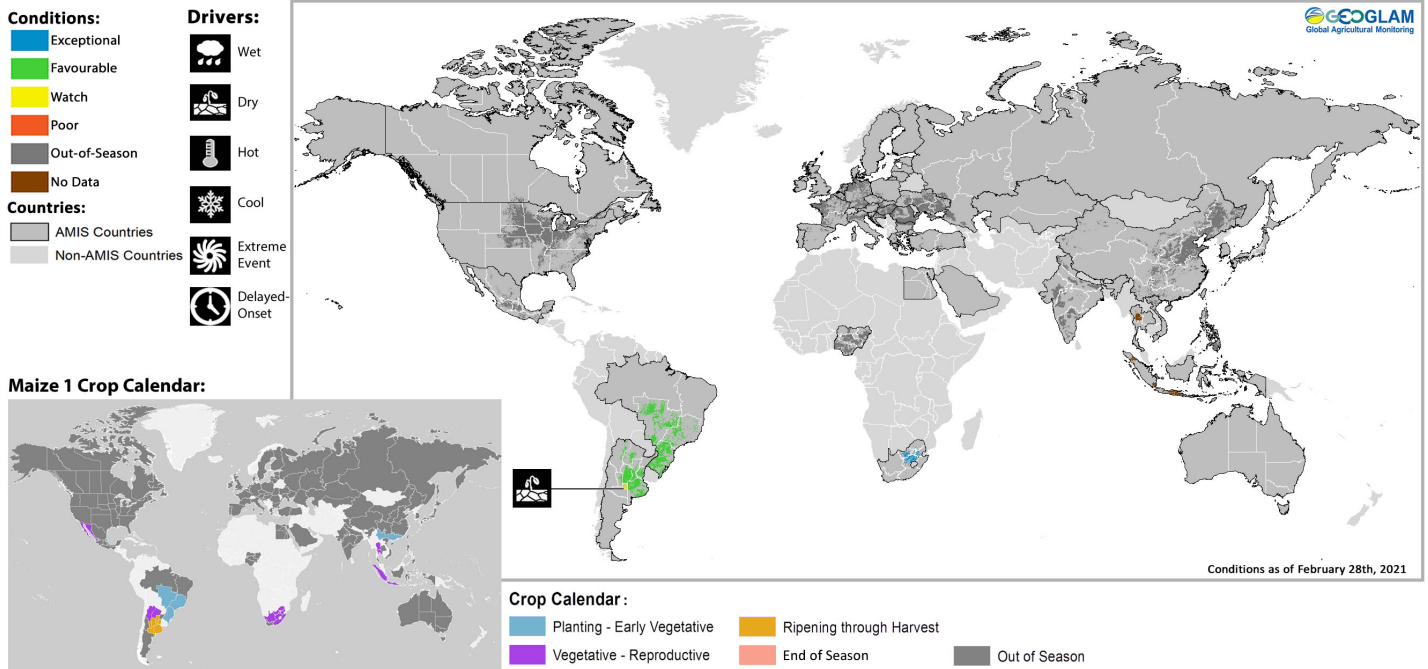 Conditions:
Exceptional
Favourable
Watch
Poor
Out-of-Season
No Data
Countries:
AMIS Countries
Non-AMIS Countries
Drivers:
Wet
Dry
Hot
Cool
Extreme
Event
Delayed-
Onset
GEOGLAM
Global Agricultural Monitoring
Conditions as of February 28th, 2021
Maize 1 Crop Calendar:
Crop Calendar :
Planting - Early Vegetative
Ripening through Harvest
Vegetative - Reproductive
End of Season
Out of Season